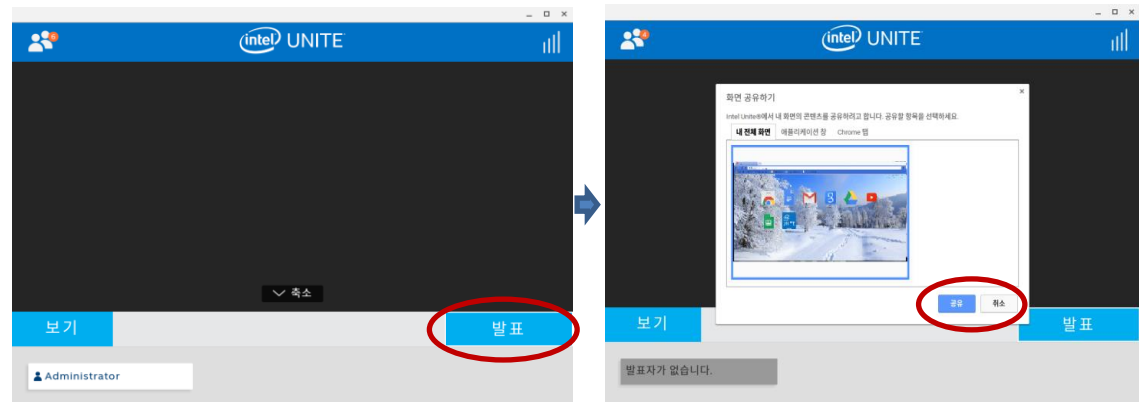 6
intel UNITE
축소
보기
발표
Administrator
intel UNITE
화면 공유하기
Intel Unite®에서 내 화면의 콘텐츠를 공유하려고 합니다. 공유할 항목을 선택하세요.
내 전체 화면 애플리케이션 창 Chrome 탭
공유 취소
보기
발표
발표자가 없습니다.